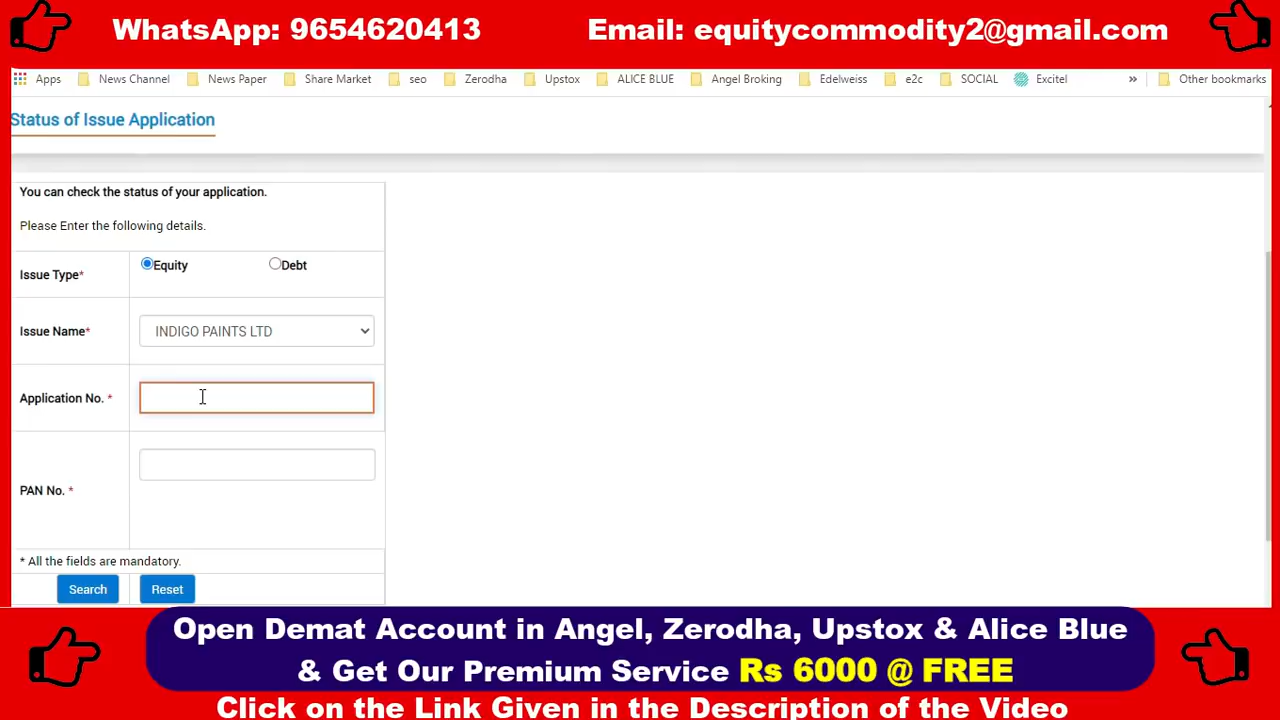 WhatsApp: 9654620413 Email: equitycommodity2@gmail.com
Apps News Channel News Paper Share Market seo Zerodha Upstox ALICE BLUE Angel Broking Edelweiss e2c SOCIAL Excitel » Other bookmarks
Status of Issue Application
You can check the status of your application.
Please Enter the following details.
Issue Type* Equity Debt
Issue Name* INDIGO PAINTS LTD
Application No. *
PAN No. *
* All the fields are mandatory.
Search Reset
Open Demat Account in Angel, Zerodha, Upstox & Alice Blue
& Get Our Premium Service Rs 6000 @ FREE
Click on the Link Given in the Description of the Video